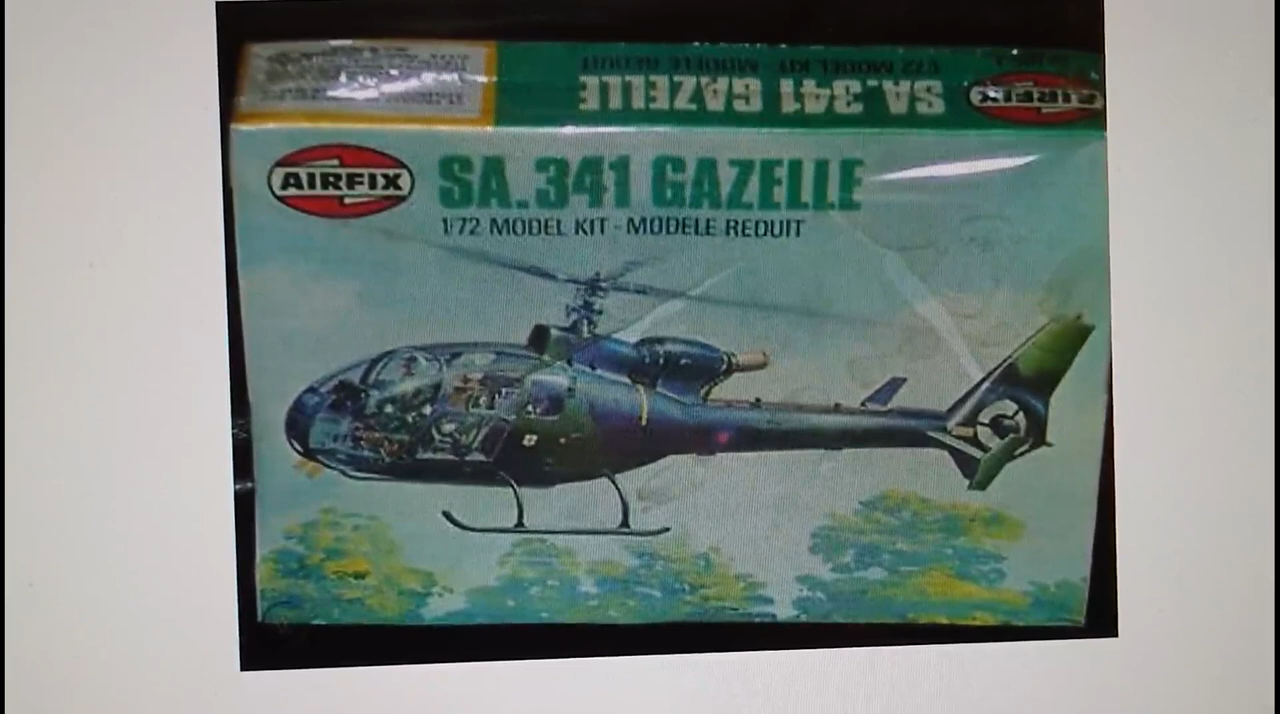 1/72 MODEL KIT - MODELE REDUIT
SA.341 GAZELLE
AIRFIX
AIRFIX
SA.341 GAZELLE
1/72 MODEL KIT - MODELE REDUIT